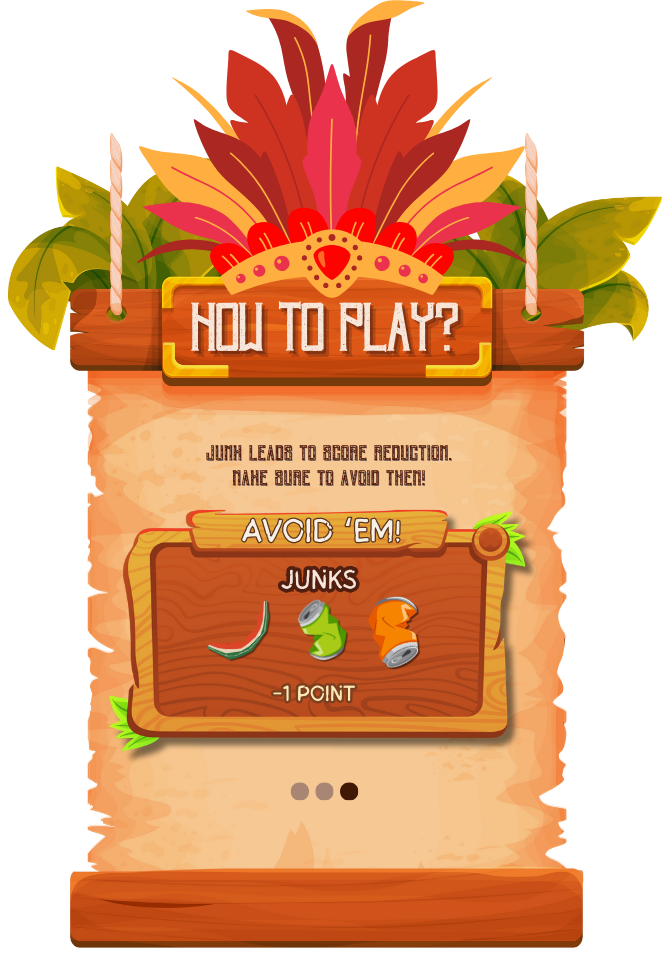 HOW TO PLAY?
JUNK LEADS TO SCORE REDUCTION.
MAKE SURE TO AVOID THEM!
AVOID 'EM!
JUNKS
-1 POINT